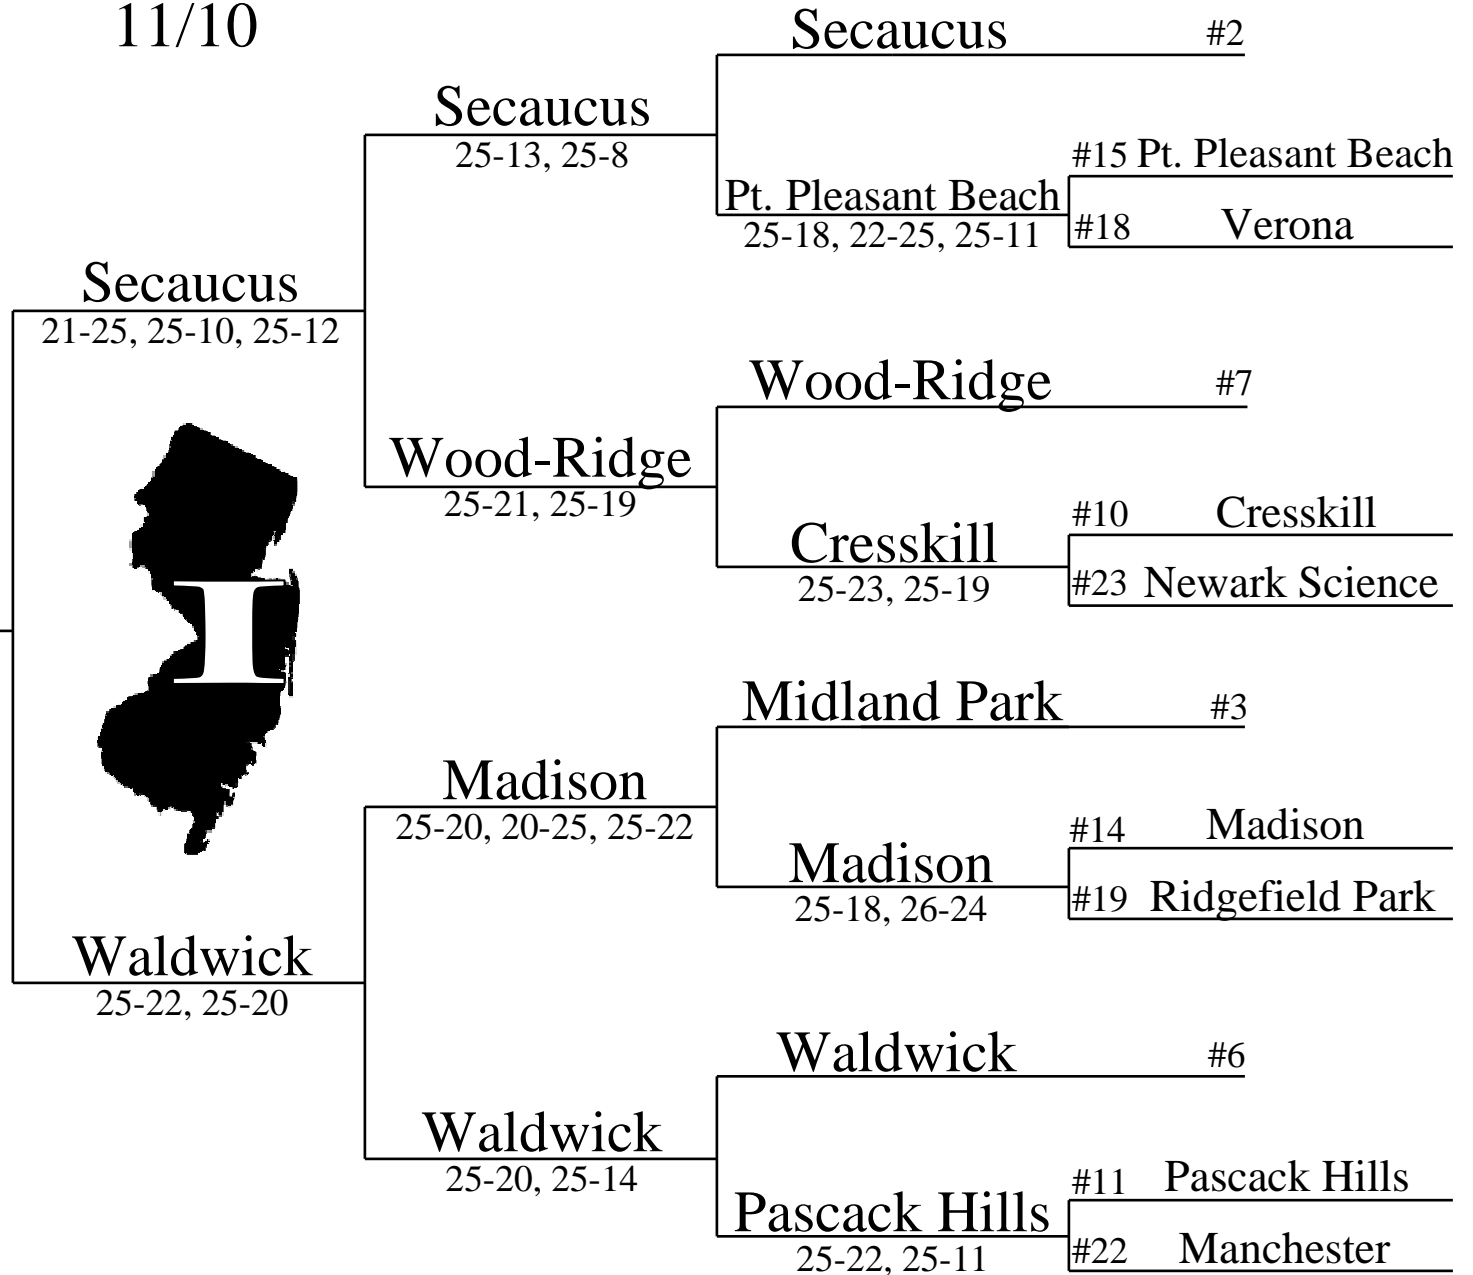 11/10
Secaucus #2
Secaucus
25-13, 25-8
#15 Pt. Pleasant Beach
Pt. Pleasant Beach
25-18, 22-25, 25-11
#18 Verona
Secaucus
21-25, 25-10, 25-12
Wood-Ridge #7
Wood-Ridge
25-21, 25-19
#10 Cresskill
Cresskill
25-23, 25-19
#23 Newark Science
I
Midland Park #3
Madison
25-20, 20-25, 25-22
#14 Madison
Madison
25-18, 26-24
#19 Ridgefield Park
Waldwick
25-22, 25-20
Waldwick #6
Waldwick
25-20, 25-14
#11 Pascack Hills
Pascack Hills
25-22, 25-11
#22 Manchester